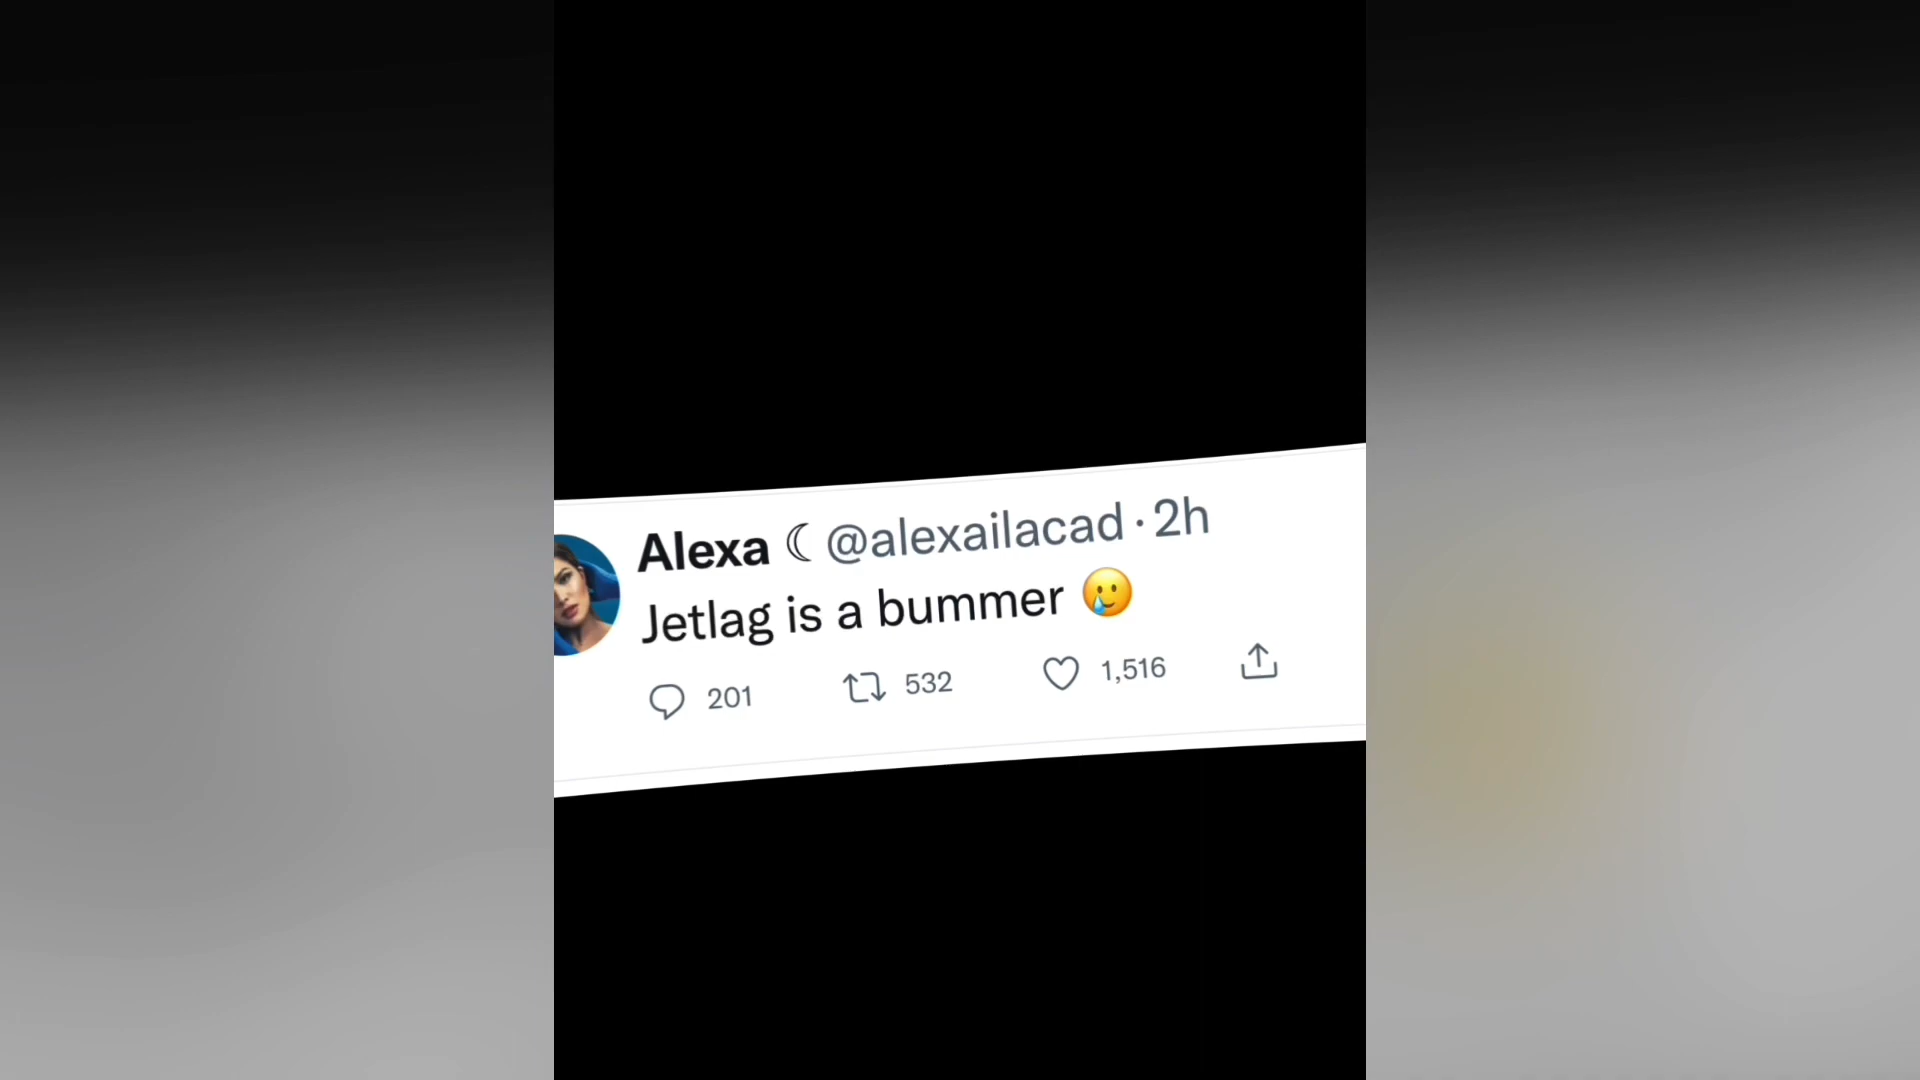 Alexa ☾ @alexailacad · 2h
Jetlag is a bummer 🥲
201 532 1,516